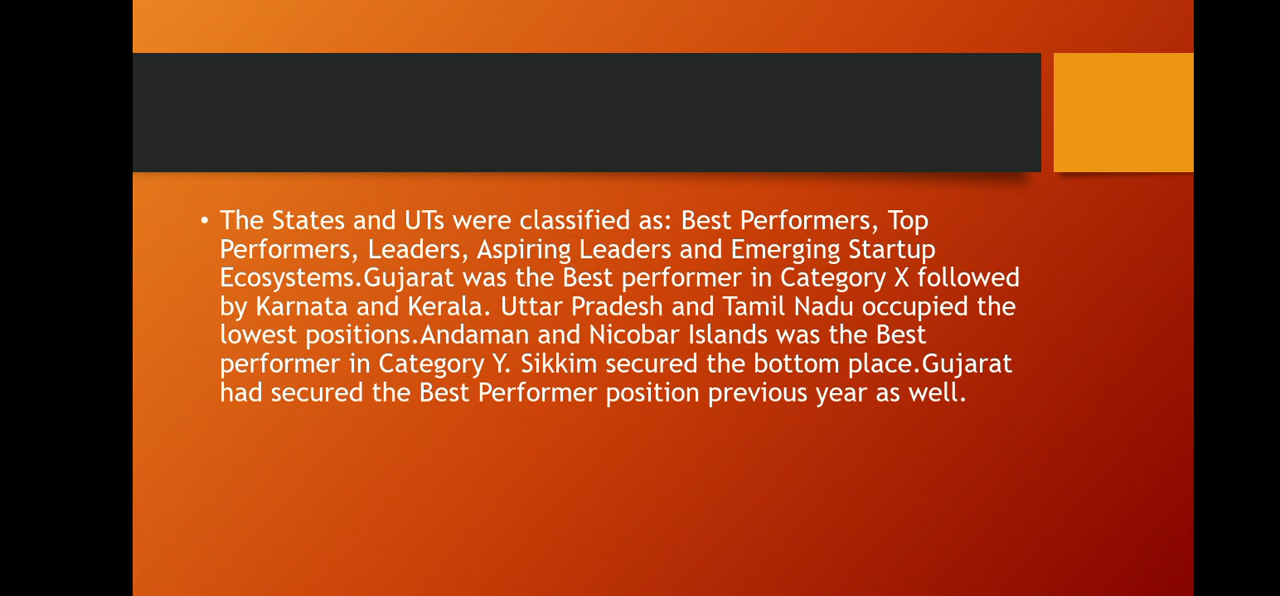 • The States and UTs were classified as: Best Performers, Top
Performers, Leaders, Aspiring Leaders and Emerging Startup
Ecosystems.Gujarat was the Best performer in Category X followed
by Karnata and Kerala. Uttar Pradesh and Tamil Nadu occupied the
lowest positions.Andaman and Nicobar Islands was the Best
performer in Category Y. Sikkim secured the bottom place.Gujarat
had secured the Best Performer position previous year as well.